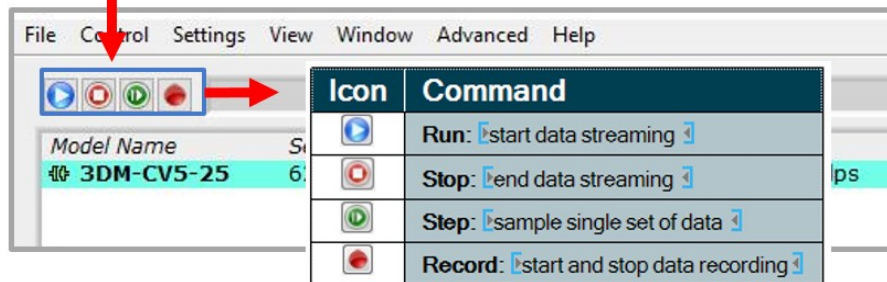 File Control Settings View Window Advanced Help
Icon Command
Run: start data streaming
Stop: end data streaming
Step: sample single set of data
Record: start and stop data recording
Model Name
3DM-CV5-25